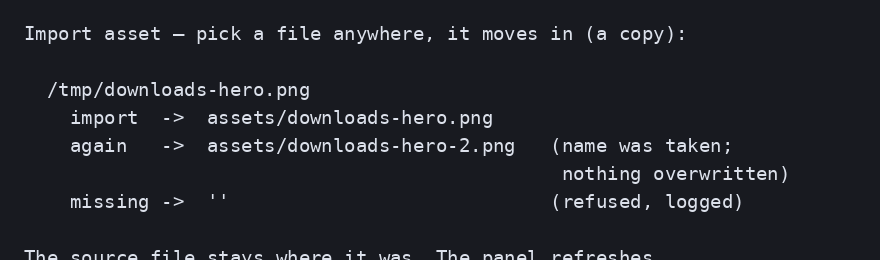 Import asset — pick a file anywhere, it moves in (a copy):
/tmp/downloads-hero.png
import  ->  assets/downloads-hero.png
again   ->  assets/downloads-hero-2.png   (name was taken;
nothing overwritten)
missing ->  ''                            (refused, logged)
The source file stays where it was. The panel refreshes